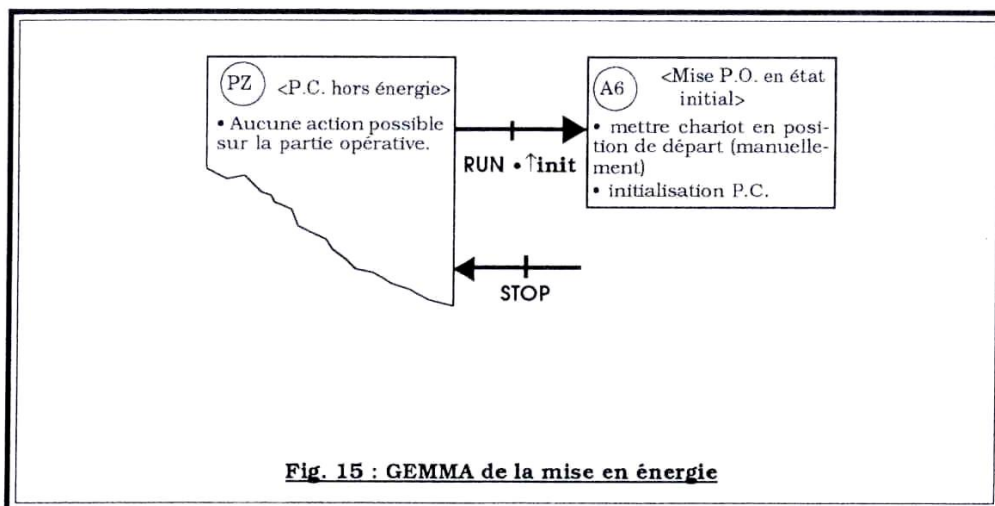 PZ <P.C. hors énergie>
• Aucune action possible
sur la partie opérative.
RUN • ↑init
A6 <Mise P.O. en état
initial>
• mettre chariot en posi-
tion de départ (manuelle-
ment)
• initialisation P.C.
STOP
Fig. 15 : GEMMA de la mise en énergie